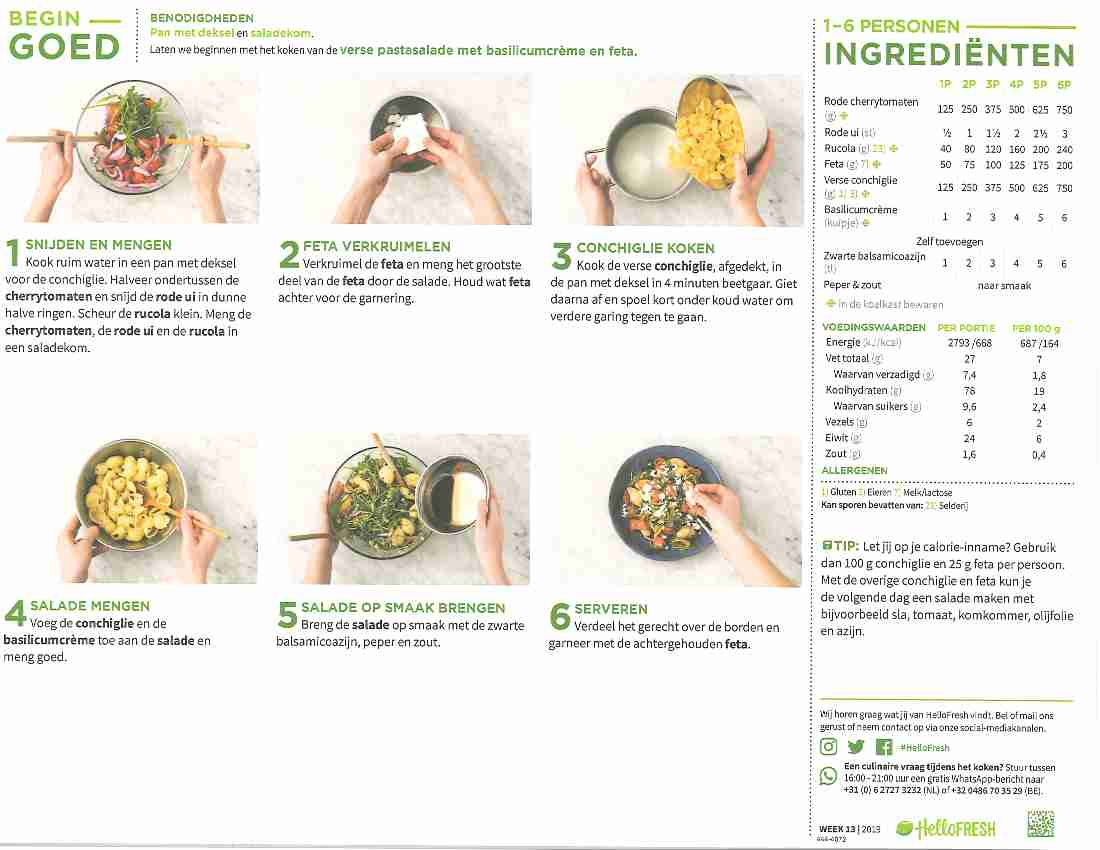 BEGIN
GOED
BENODIGDHEDEN
Pan met deksel en saladekom.
Laten we beginnen met het koken van de verse pastasalade met basilicumcrème en feta.
1 SNIJDEN EN MENGEN
Kook ruim water in een pan met deksel
voor de conchiglie. Halveer ondertussen de
cherrytomaten en snijd de rode ui in dunne
halve ringen. Scheur de rucola klein. Meng de
cherrytomaten, de rode ui en de rucola in
een saladekom.
2 FETA VERKRUIMELEN
Verkruimel de feta en meng het grootste
deel van de feta door de salade. Houd wat feta
achter voor de garnering.
3 CONCHIGLIE KOKEN
Kook de verse conchiglie, afgedekt, in
de pan met deksel in 4 minuten beetgaar. Giet
daarna af en spoel kort onder koud water om
verdere garing tegen te gaan.
4 SALADE MENGEN
Voeg de conchiglie en de
basilicumcrème toe aan de salade en
meng goed.
5 SALADE OP SMAAK BRENGEN
Breng de salade op smaak met de zwarte
balsamicoazijn, peper en zout.
6 SERVEREN
Verdeel het gerecht over de borden en
garneer met de achtergehouden feta.
1-6 PERSONEN
INGREDIËNTEN
1P 2P 3P 4P 5P 6P
Rode cherrytomaten
(g) 125 250 375 500 625 750
Rode ui (st) ½ 1 1½ 2 2½ 3
Rucola (g) 23) 40 80 120 160 200 240
Feta (g) 7) 50 75 100 125 175 200
Verse conchiglie
(g) 1) 3) 125 250 375 500 625 750
Basilicumcrème
(kuipje) 1 2 3 4 5 6
Zelf toevoegen
Zwarte balsamicoazijn
(tl) 1 2 3 4 5 6
Peper & zout naar smaak
in de koelkast bewaren
VOEDINGSWAARDEN PER PORTIE PER 100 g
Energie (kJ/kcal) 2793 /668 687 /164
Vet totaal (g) 27 7
Waarvan verzadigd (g) 7,4 1,8
Koolhydraten (g) 78 19
Waarvan suikers (g) 9,6 2,4
Vezels (g) 6 2
Eiwit (g) 24 6
Zout (g) 1,6 0,4
ALLERGENEN
1) Gluten 3) Eieren 7) Melk/lactose
Kan sporen bevatten van: 23) Selderij
TIP: Let jij op je calorie-inname? Gebruik
dan 100 g conchiglie en 25 g feta per persoon.
Met de overige conchiglie en feta kun je
de volgende dag een salade maken met
bijvoorbeeld sla, tomaat, komkommer, olijfolie
en azijn.
Wij horen graag wat jij van HelloFresh vindt. Bel of mail ons
gerust of neem contact op via onze social-mediakanalen.
#HelloFresh
Een culinaire vraag tijdens het koken? Stuur tussen
16:00 - 21:00 uur een gratis WhatsApp-bericht naar
+31 (0) 6 2727 3232 (NL) of +32 0486 70 35 29 (BE).
WEEK 13 | 2013
HelloFRESH